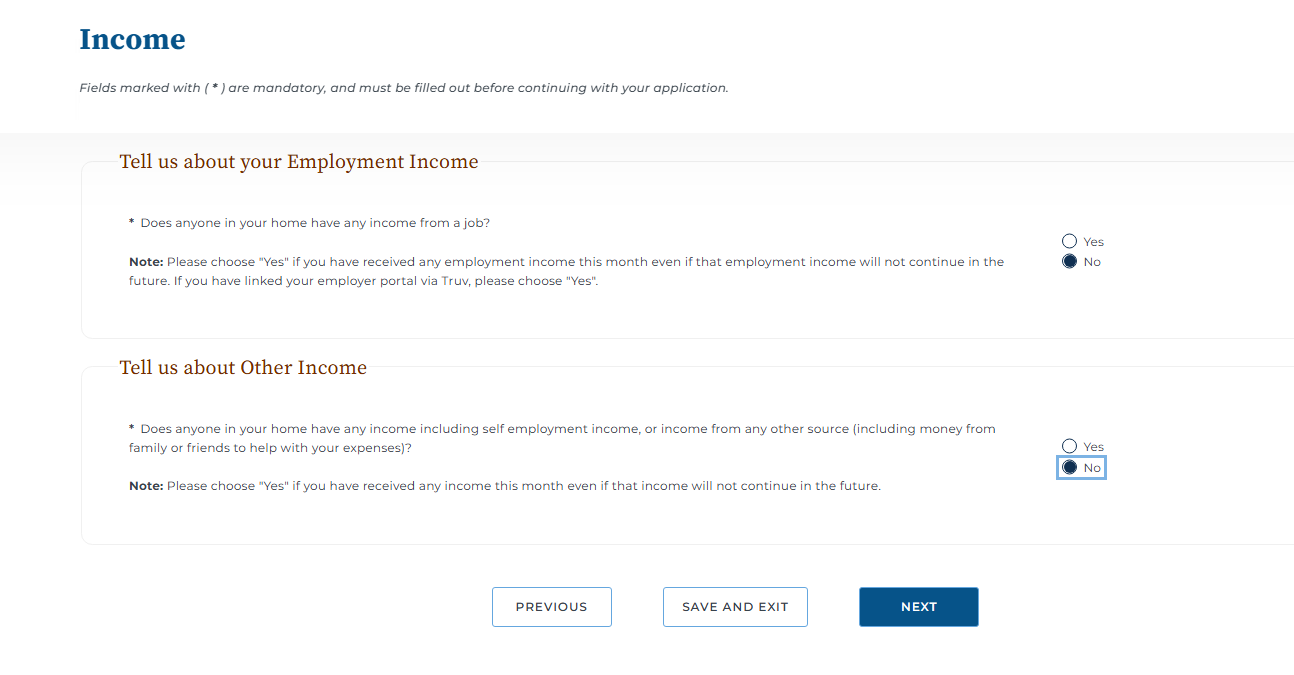 Income
Fields marked with ( * ) are mandatory, and must be filled out before continuing with your application.
Tell us about your Employment Income
* Does anyone in your home have any income from a job?
Yes
Note: Please choose "Yes" if you have received any employment income this month even if that employment income will not continue in the
No
future. If you have linked your employer portal via Truv, please choose "Yes".
Tell us about Other Income
* Does anyone in your home have any income including self employment income, or income from any other source (including money from
family or friends to help with your expenses)?
Yes
No
Note: Please choose "Yes" if you have received any income this month even if that income will not continue in the future.
PREVIOUS
SAVE AND EXIT
NEXT